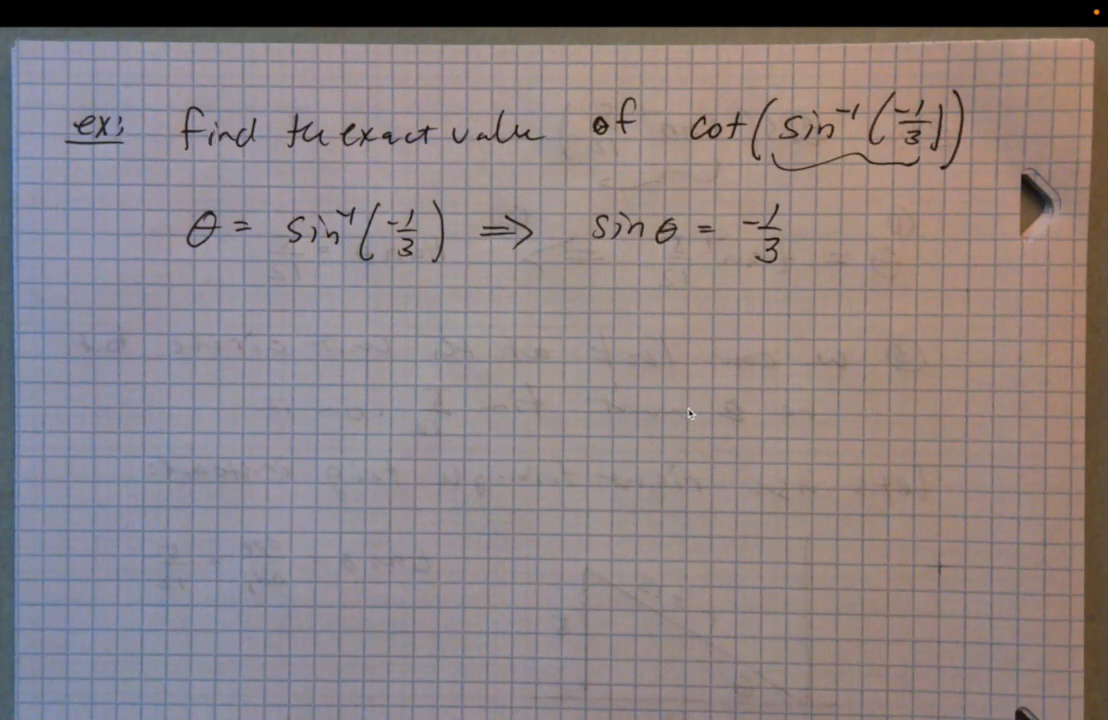 ex: find the exact value of cot(sin⁻¹(-1/3))
θ = sin⁻¹(-1/3) ⇒ sin θ = -1/3